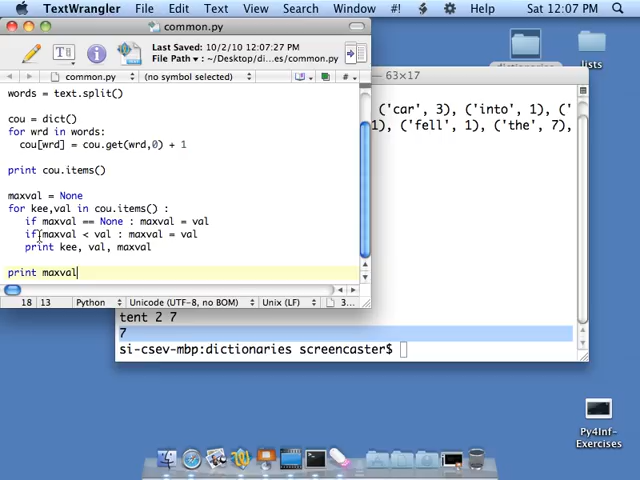 TextWrangler File Edit Text View Search Go Window #! Help Sat 12:07 PM
common.py
Last Saved: 10/2/10 12:07:27 PM
File Path : ~/Desktop/di...es/common.py
common.py (no symbol selected) #
words = text.split()
cou = dict()
for wrd in words:
cou[wrd] = cou.get(wrd,0) + 1
print cou.items()
maxval = None
for kee,val in cou.items() :
if maxval == None : maxval = val
if maxval < val : maxval = val
print kee, val, maxval
print maxval
18 13 Python Unicode (UTF-8, no BOM) Unix (LF) 3...
— 63×17
('car', 3), ('into', 1), ('
1), ('fell', 1), ('the', 7),
tent 2 7
7
si-csev-mbp:dictionaries screencaster$
dictionaries
lists
Py4Inf-
Exercises